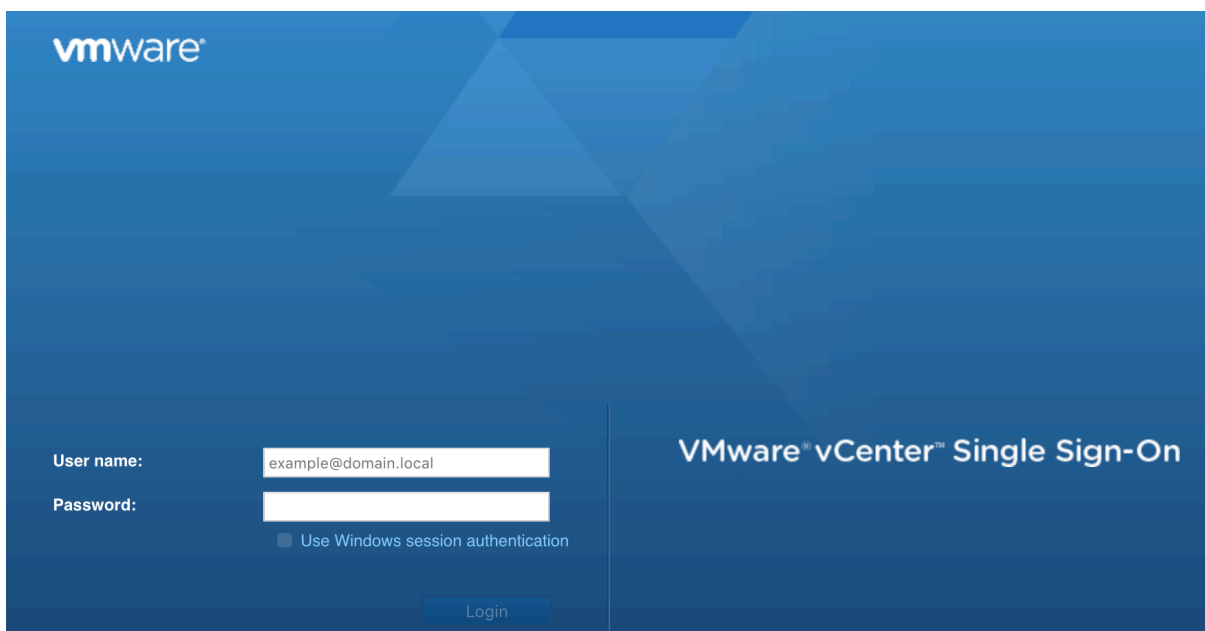 vmware®
User name:
example@domain.local
Password:
Use Windows session authentication
Login
VMware® vCenter™ Single Sign-On